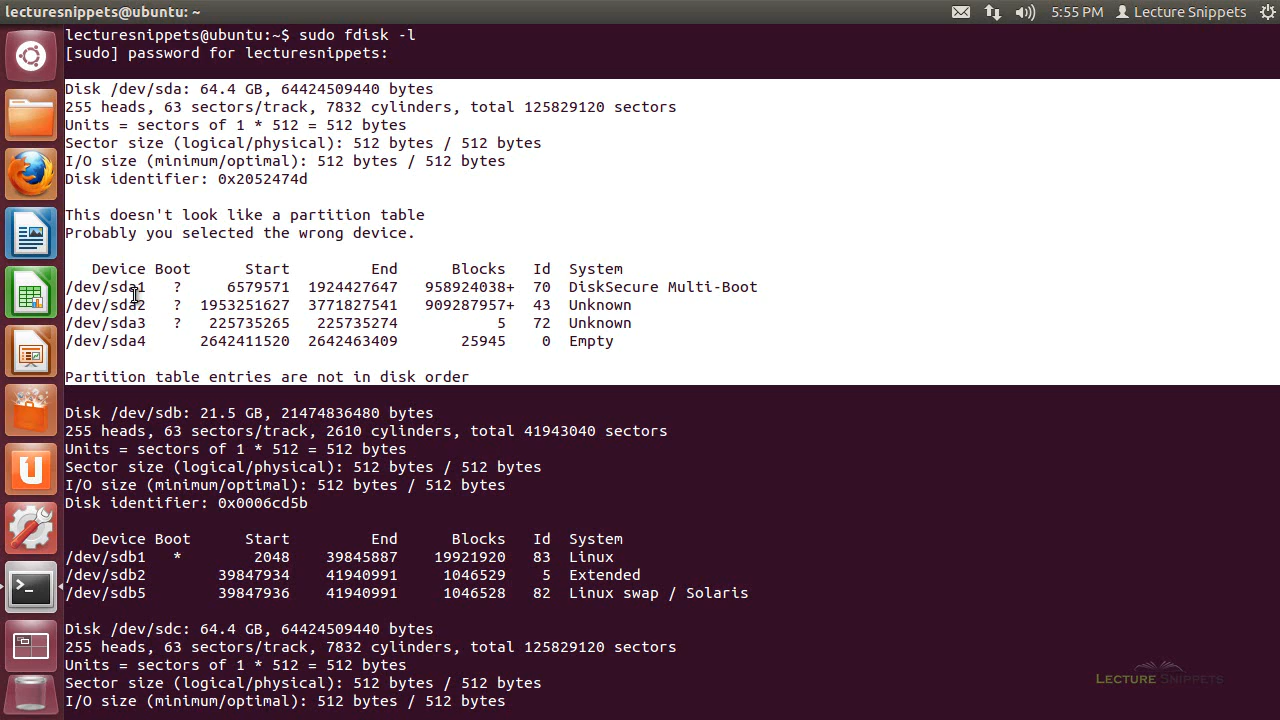 lecturesnippets@ubuntu: ~
5:55 PM
Lecture Snippets
lecturesnippets@ubuntu:~$ sudo fdisk -l
[sudo] password for lecturesnippets:
Disk /dev/sda: 64.4 GB, 64424509440 bytes
255 heads, 63 sectors/track, 7832 cylinders, total 125829120 sectors
Units = sectors of 1 * 512 = 512 bytes
Sector size (logical/physical): 512 bytes / 512 bytes
I/O size (minimum/optimal): 512 bytes / 512 bytes
Disk identifier: 0x2052474d
This doesn't look like a partition table
Probably you selected the wrong device.
Device Boot Start End Blocks Id System
/dev/sda1 ? 6579571 1924427647 958924038+ 70 DiskSecure Multi-Boot
/dev/sda2 ? 1953251627 3771827541 909287957+ 43 Unknown
/dev/sda3 ? 225735265 225735274 5 72 Unknown
/dev/sda4 2642411520 2642463409 25945 0 Empty
Partition table entries are not in disk order
Disk /dev/sdb: 21.5 GB, 21474836480 bytes
255 heads, 63 sectors/track, 2610 cylinders, total 41943040 sectors
Units = sectors of 1 * 512 = 512 bytes
Sector size (logical/physical): 512 bytes / 512 bytes
I/O size (minimum/optimal): 512 bytes / 512 bytes
Disk identifier: 0x0006cd5b
Device Boot Start End Blocks Id System
/dev/sdb1 * 2048 39845887 19921920 83 Linux
/dev/sdb2 39847934 41940991 1046529 5 Extended
/dev/sdb5 39847936 41940991 1046528 82 Linux swap / Solaris
Disk /dev/sdc: 64.4 GB, 64424509440 bytes
255 heads, 63 sectors/track, 7832 cylinders, total 125829120 sectors
Units = sectors of 1 * 512 = 512 bytes
Sector size (logical/physical): 512 bytes / 512 bytes
I/O size (minimum/optimal): 512 bytes / 512 bytes
LECTURE SNIPPETS